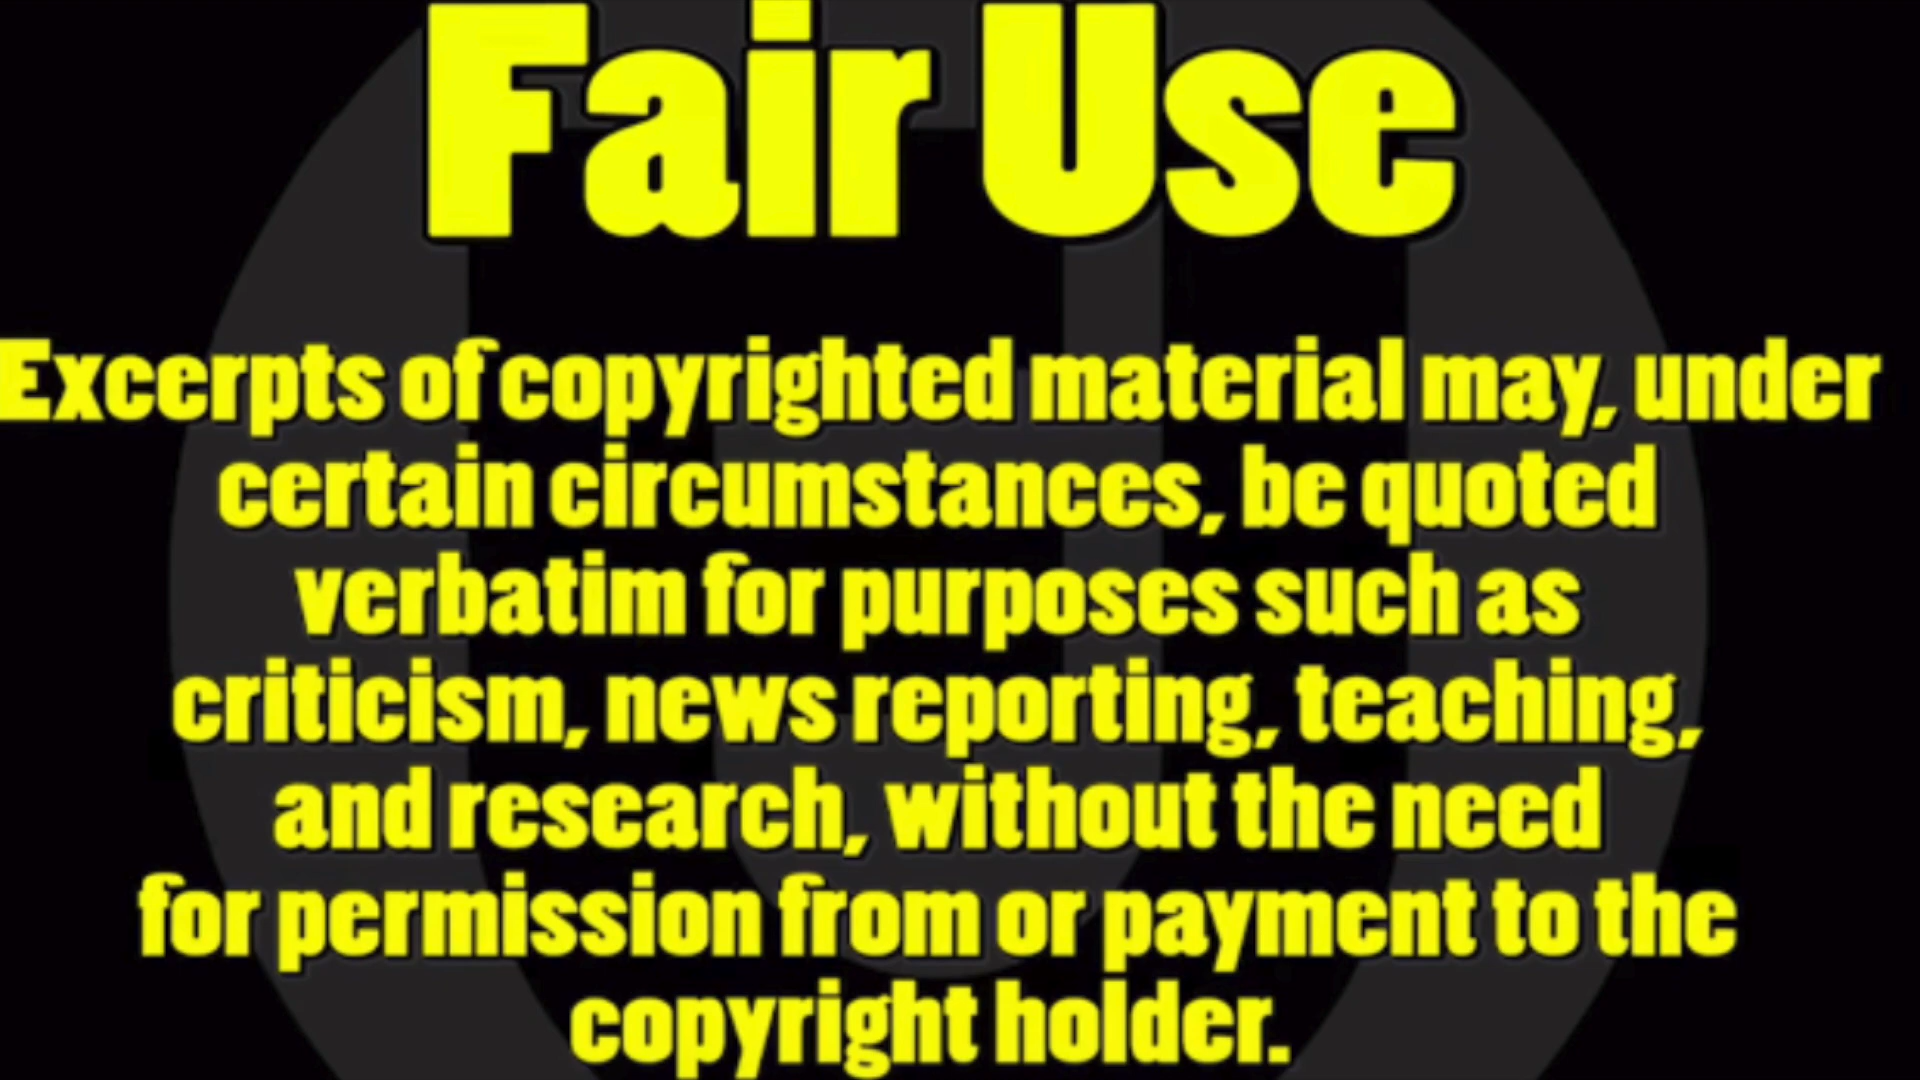 Fair Use
Excerpts of copyrighted material may, under
certain circumstances, be quoted
verbatim for purposes such as
criticism, news reporting, teaching,
and research, without the need
for permission from or payment to the
copyright holder.